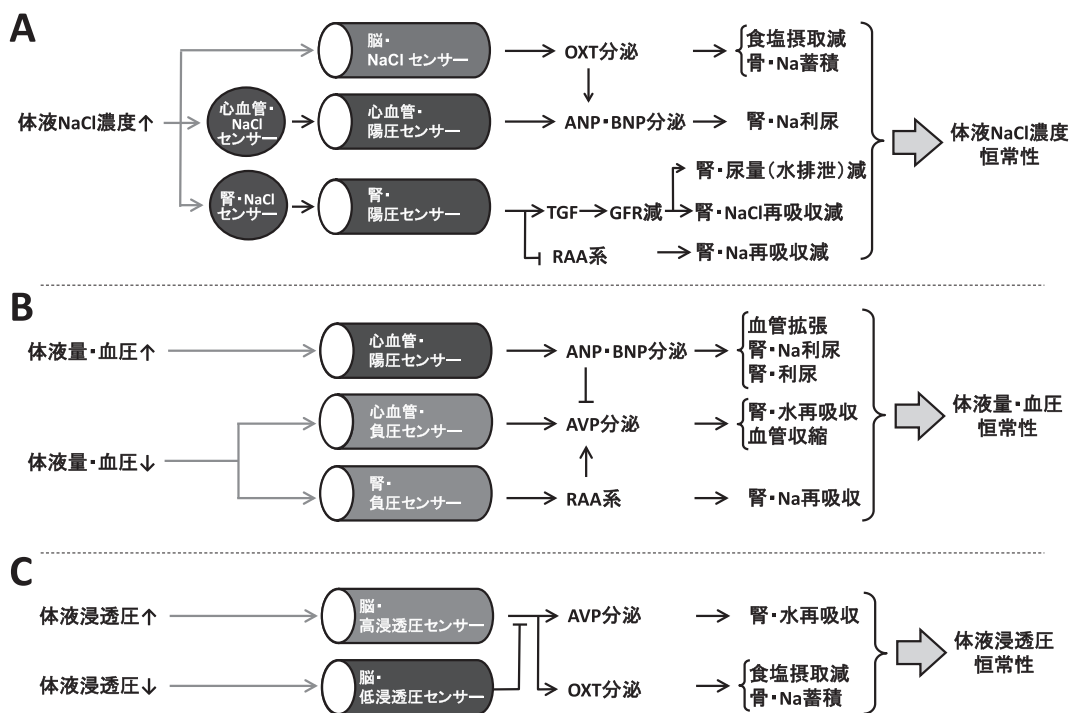 A
体液NaCl濃度↑
脳・
NaCl センサー
OXT分泌
食塩摂取減
骨・Na蓄積
心血管・
NaCl
センサー
心血管・
陽圧センサー
ANP・BNP分泌
腎・Na利尿
腎・NaCl
センサー
腎・
陽圧センサー
TGF
GFR減
腎・尿量(水排泄)減
腎・NaCl再吸収減
RAA系
腎・Na再吸収減
体液NaCl濃度
恒常性
B
体液量・血圧↑
心血管・
陽圧センサー
ANP・BNP分泌
血管拡張
腎・Na利尿
腎・利尿
体液量・血圧↓
心血管・
負圧センサー
AVP分泌
腎・水再吸収
血管収縮
腎・
負圧センサー
RAA系
腎・Na再吸収
体液量・血圧
恒常性
C
体液浸透圧↑
脳・
高浸透圧センサー
AVP分泌
腎・水再吸収
体液浸透圧↓
脳・
低浸透圧センサー
OXT分泌
食塩摂取減
骨・Na蓄積
体液浸透圧
恒常性